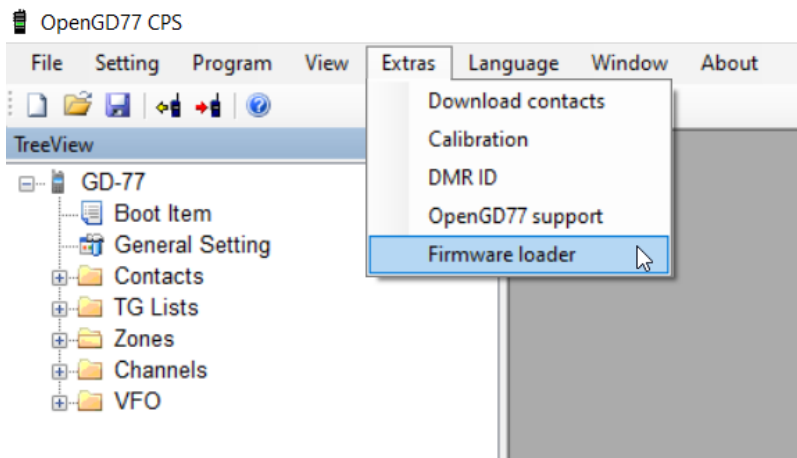 OpenGD77 CPS
File Setting Program View Extras Language Window About
TreeView
GD-77
Boot Item
General Setting
Contacts
TG Lists
Zones
Channels
VFO
Download contacts
Calibration
DMR ID
OpenGD77 support
Firmware loader